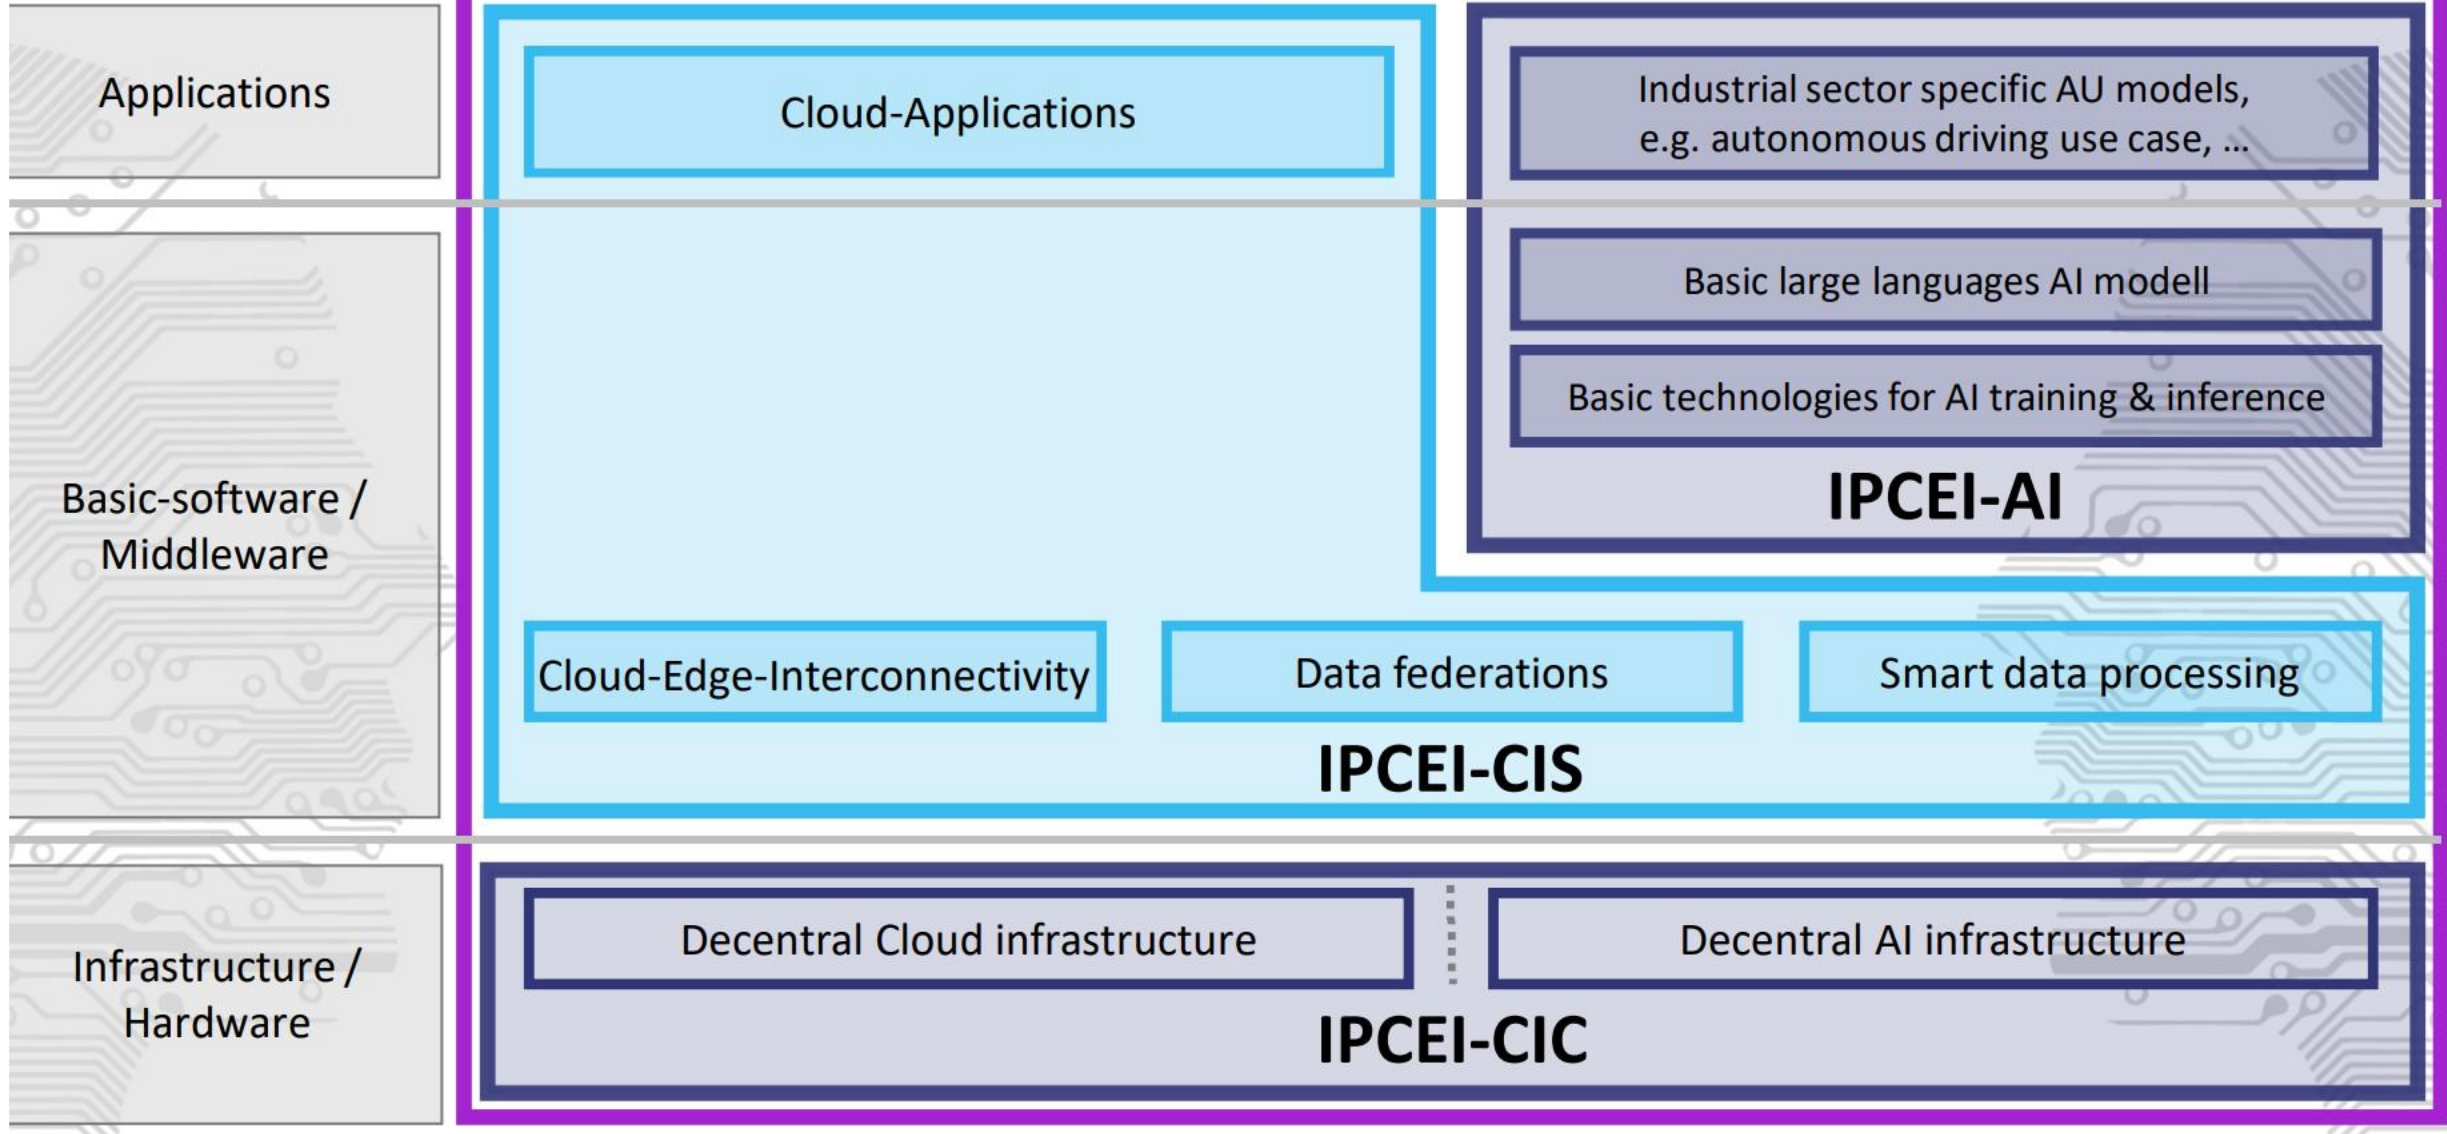 Applications
Cloud-Applications
Industrial sector specific AU models,
e.g. autonomous driving use case, ...
Basic-software /
Middleware
Basic large languages AI modell
Basic technologies for AI training & inference
IPCEI-AI
Cloud-Edge-Interconnectivity
Data federations
Smart data processing
IPCEI-CIS
Infrastructure /
Hardware
Decentral Cloud infrastructure
Decentral AI infrastructure
IPCEI-CIC